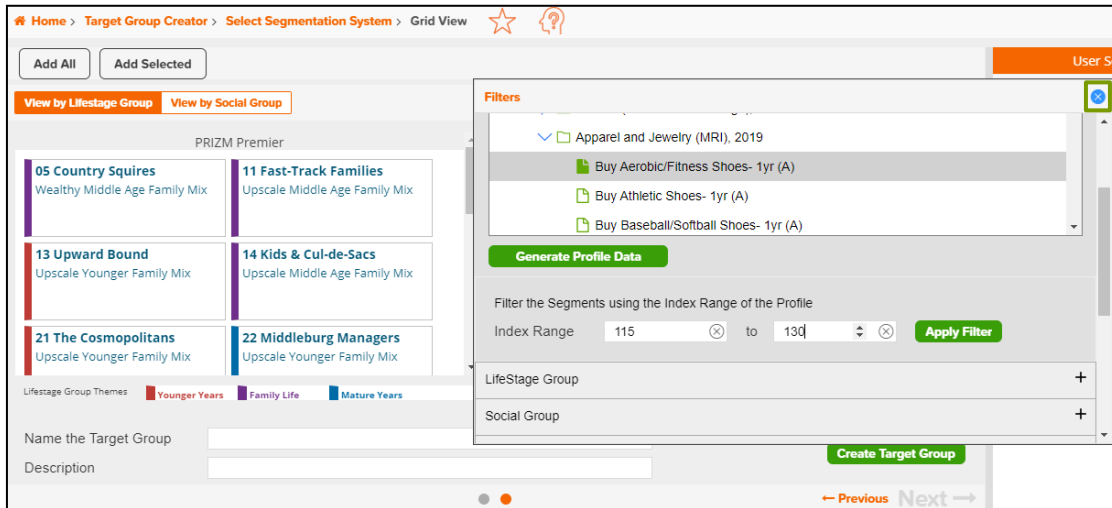 Home > Target Group Creator > Select Segmentation System > Grid View
Add All Add Selected
User S
View by Lifestage Group View by Social Group
PRIZM Premier
05 Country Squires
Wealthy Middle Age Family Mix
11 Fast-Track Families
Upscale Middle Age Family Mix
13 Upward Bound
Upscale Younger Family Mix
14 Kids & Cul-de-Sacs
Upscale Middle Age Family Mix
21 The Cosmopolitans
Upscale Younger Family Mix
22 Middleburg Managers
Upscale Younger Family Mix
Lifestage Group Themes Younger Years Family Life Mature Years
Filters
Apparel and Jewelry (MRI), 2019
Buy Aerobic/Fitness Shoes- 1yr (A)
Buy Athletic Shoes- 1yr (A)
Buy Baseball/Softball Shoes- 1yr (A)
Generate Profile Data
Filter the Segments using the Index Range of the Profile
Index Range 115 to 130 Apply Filter
LifeStage Group +
Social Group +
Name the Target Group
Description
Create Target Group
← Previous Next →